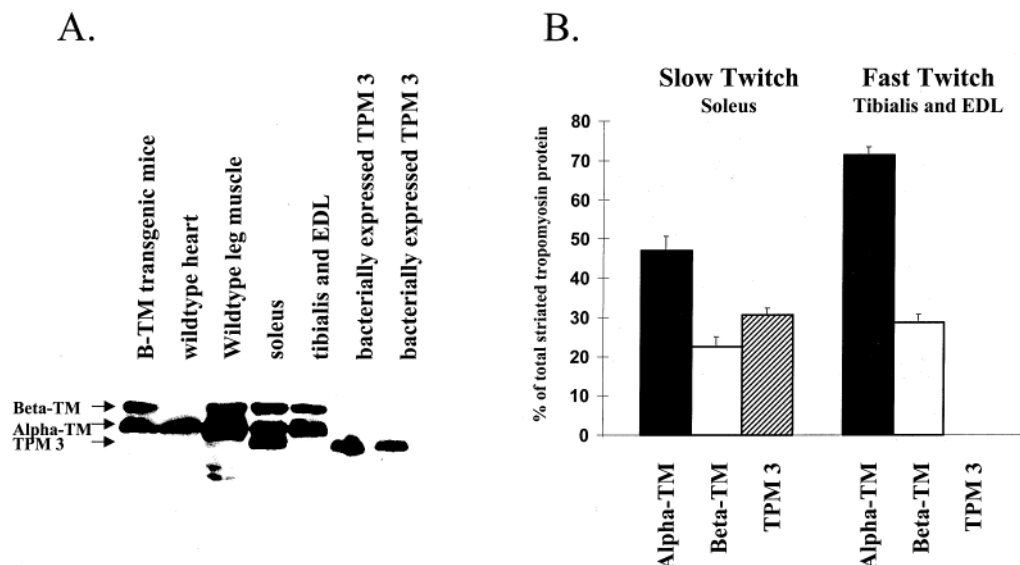 A.
B-TM transgenic mice
wildtype heart
Wildtype leg muscle
soleus
tibialis and EDL
bacterially expressed TPM 3
bacterially expressed TPM 3
Beta-TM
Alpha-TM
TPM 3
B.
Slow Twitch
Soleus
Fast Twitch
Tibialis and EDL
% of total striated tropomyosin protein
80
70
60
50
40
30
20
10
0
Alpha-TM
Beta-TM
TPM 3
Alpha-TM
Beta-TM
TPM 3